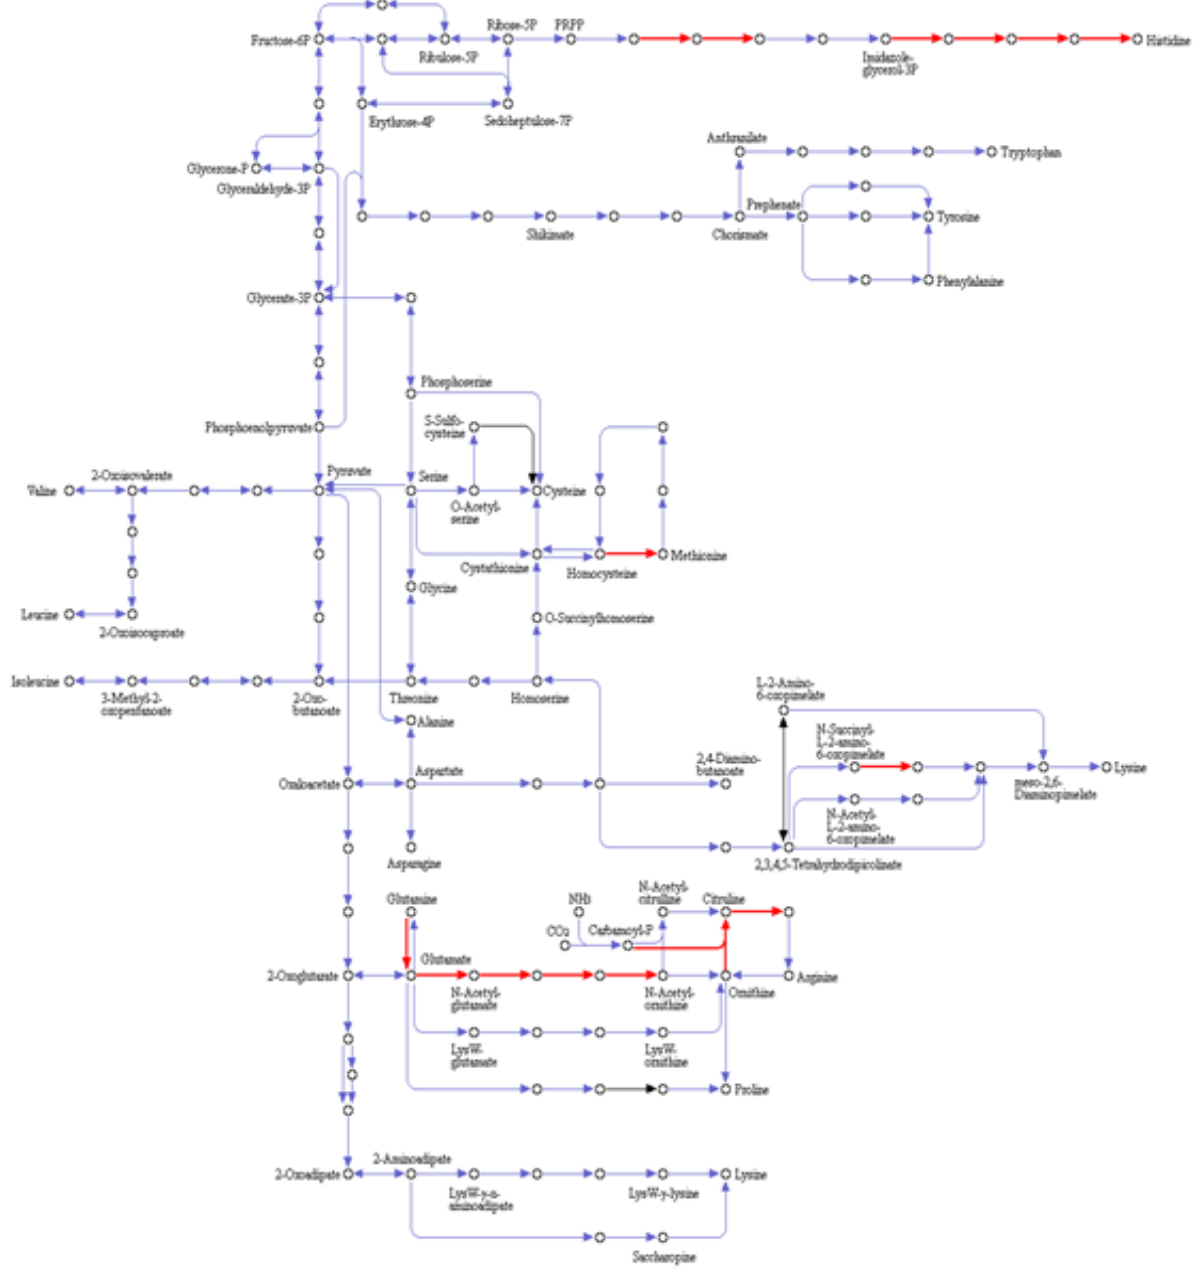 Ribose-5P
PRPP
Fructose-6P
Ribulose-5P
Imidazole-
glycerol-3P
Histidine
Erythrose-4P
Sedoheptulose-7P
Anthranilate
Tryptophan
Glycerone-P
Glyceraldehyde-3P
Prephenate
Tyrosine
Shikimate
Chorismate
Phenylalanine
Glycerate-3P
Phosphoserine
S-Sulfo-
cysteine
Phosphoenolpyruvate
Pyruvate
Serine
2-Oxoisovalerate
Valine
Cysteine
O-Acetyl-
serine
Cystathionine
Homocysteine
Methionine
Glycine
Leucine
2-Oxoisocaproate
O-Succinylhomoserine
Isoleucine
3-Methyl-2-
oxopentanoate
2-Oxo-
butanoate
Threonine
Homoserine
L-2-Amino-
6-oxopimelate
Alanine
N-Succinyl-
L-2-amino-
6-oxopimelate
2,4-Diamino-
butanoate
Oxaloacetate
Aspartate
Lysine
meso-2,6-
Diaminopimelate
N-Acetyl-
L-2-amino-
6-oxopimelate
Asparagine
2,3,4,5-Tetrahydrodipicolinate
Glutamine
NH3
N-Acetyl-
citrulline
Citruline
CO2
Carbamoyl-P
2-Oxoglutarate
Glutamate
N-Acetyl-
glutamate
N-Acetyl-
ornithine
Ornithine
Arginine
LysW-
glutamate
LysW-
ornithine
Proline
2-Oxoadipate
2-Aminoadipate
LysW-γ-α-
aminoadipate
LysW-γ-lysine
Lysine
Saccharopine